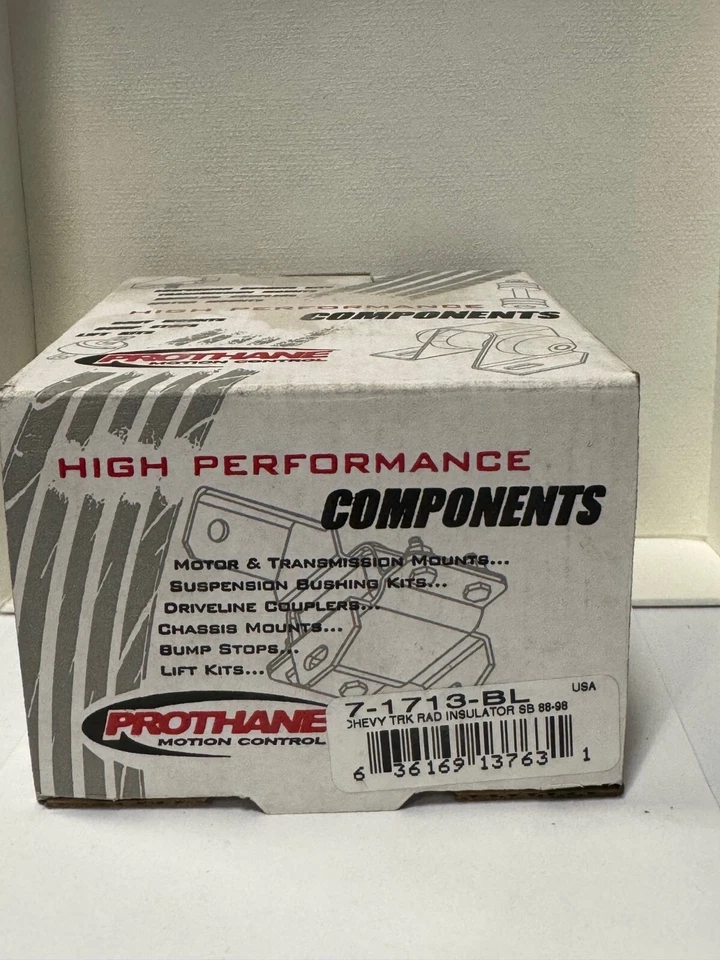 HIGH PERFORMANCE
COMPONENTS
PROTHANE
MOTION CONTROL
HIGH PERFORMANCE
COMPONENTS
MOTOR & TRANSMISSION MOUNTS...
SUSPENSION BUSHING KITS...
DRIVELINE COUPLERS...
CHASSIS MOUNTS...
BUMP STOPS...
LIFT KITS...
PROTHANE
MOTION CONTROL
7-1713-BL USA
CHEVY TRK RAD INSULATOR SB 88-98
6 36169 13763 1